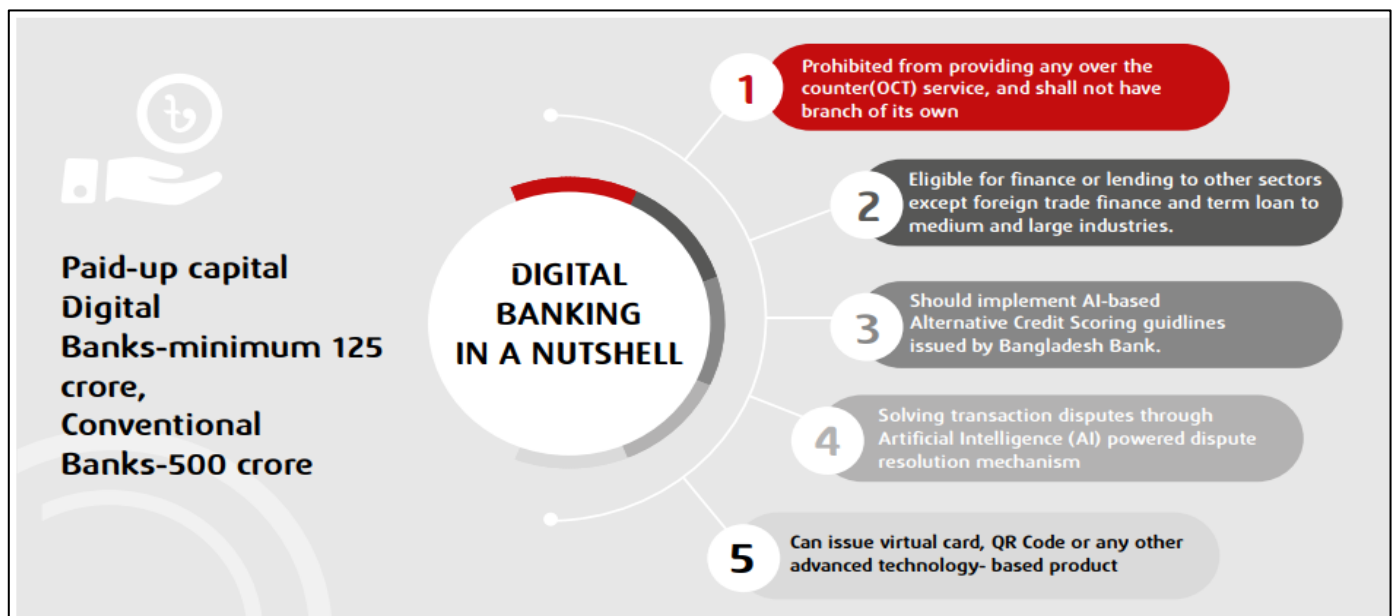 ৳
Paid-up capital
Digital
Banks-minimum 125
crore,
Conventional
Banks-500 crore
DIGITAL
BANKING
IN A NUTSHELL
1
Prohibited from providing any over the
counter(OCT) service, and shall not have
branch of its own
2
Eligible for finance or lending to other sectors
except foreign trade finance and term loan to
medium and large industries.
3
Should implement AI-based
Alternative Credit Scoring guidlines
issued by Bangladesh Bank.
4
Solving transaction disputes through
Artificial Intelligence (AI) powered dispute
resolution mechanism
5
Can issue virtual card, QR Code or any other
advanced technology- based product